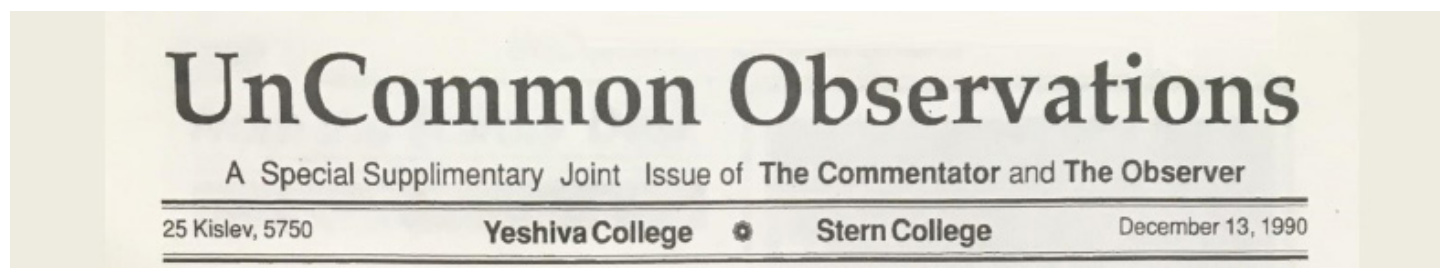 UnCommon Observations
A Special Supplimentary Joint Issue of The Commentator and The Observer
25 Kislev, 5750 Yeshiva College Stern College December 13, 1990